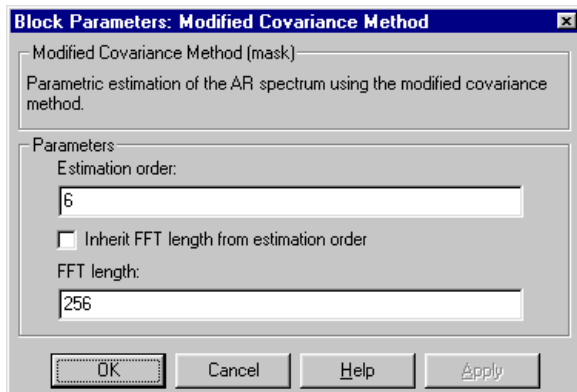 Block Parameters: Modified Covariance Method
Modified Covariance Method (mask)
Parametric estimation of the AR spectrum using the modified covariance
method.
Parameters
Estimation order:
6
Inherit FFT length from estimation order
FFT length:
256
OK Cancel Help Apply